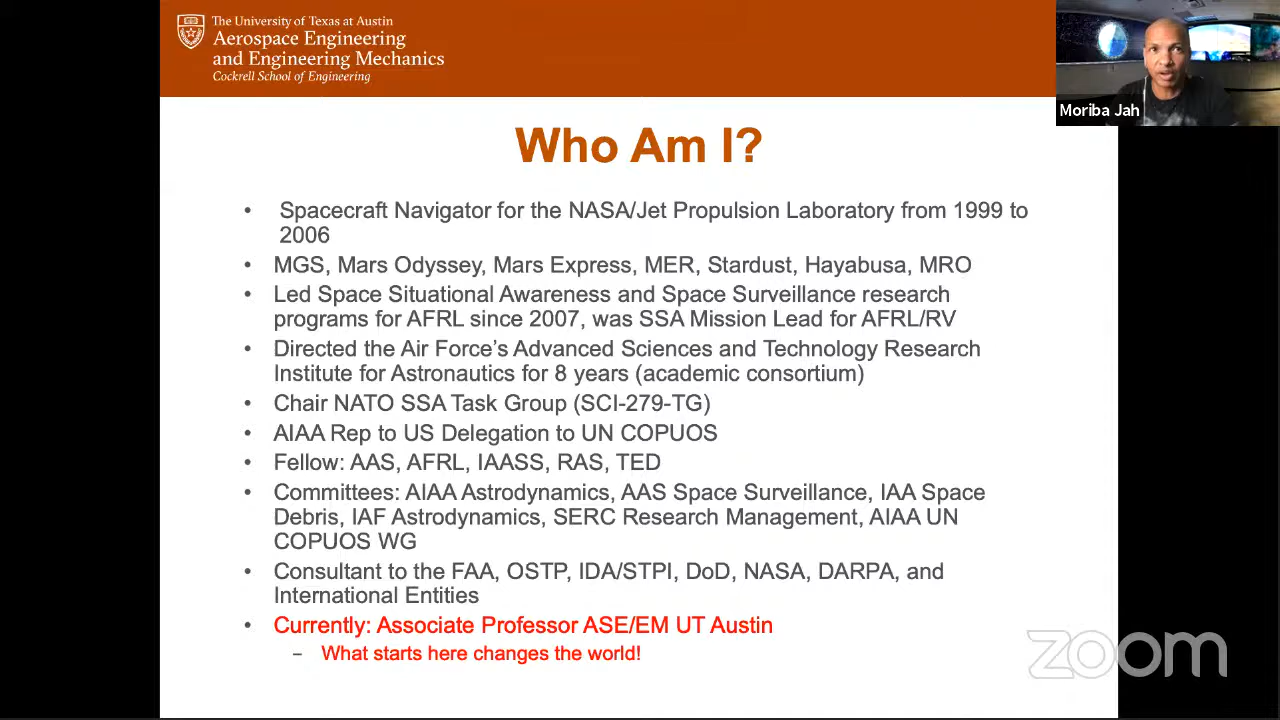 The University of Texas at Austin
Aerospace Engineering
and Engineering Mechanics
Cockrell School of Engineering
Moriba Jah
Who Am I?
• Spacecraft Navigator for the NASA/Jet Propulsion Laboratory from 1999 to
2006
• MGS, Mars Odyssey, Mars Express, MER, Stardust, Hayabusa, MRO
• Led Space Situational Awareness and Space Surveillance research
programs for AFRL since 2007, was SSA Mission Lead for AFRL/RV
• Directed the Air Force's Advanced Sciences and Technology Research
Institute for Astronautics for 8 years (academic consortium)
• Chair NATO SSA Task Group (SCI-279-TG)
• AIAA Rep to US Delegation to UN COPUOS
• Fellow: AAS, AFRL, IAASS, RAS, TED
• Committees: AIAA Astrodynamics, AAS Space Surveillance, IAA Space
Debris, IAF Astrodynamics, SERC Research Management, AIAA UN
COPUOS WG
• Consultant to the FAA, OSTP, IDA/STPI, DoD, NASA, DARPA, and
International Entities
• Currently: Associate Professor ASE/EM UT Austin
– What starts here changes the world!
zoom